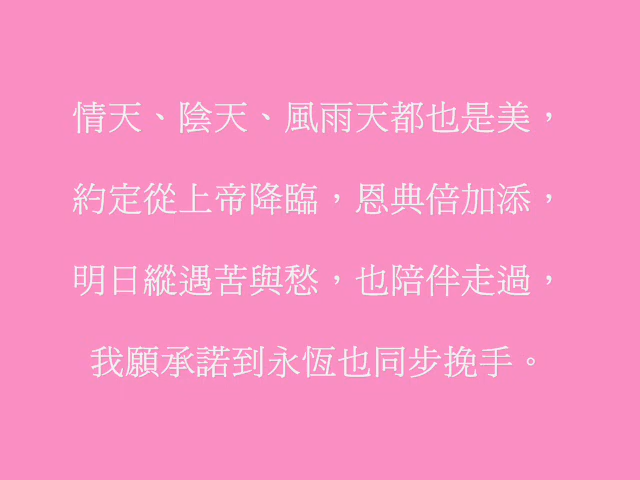 情天、陰天、風雨天都也是美，
約定從上帝降臨，恩典倍加添，
明日縱遇苦與愁，也陪伴走過，
我願承諾到永恆也同步挽手。